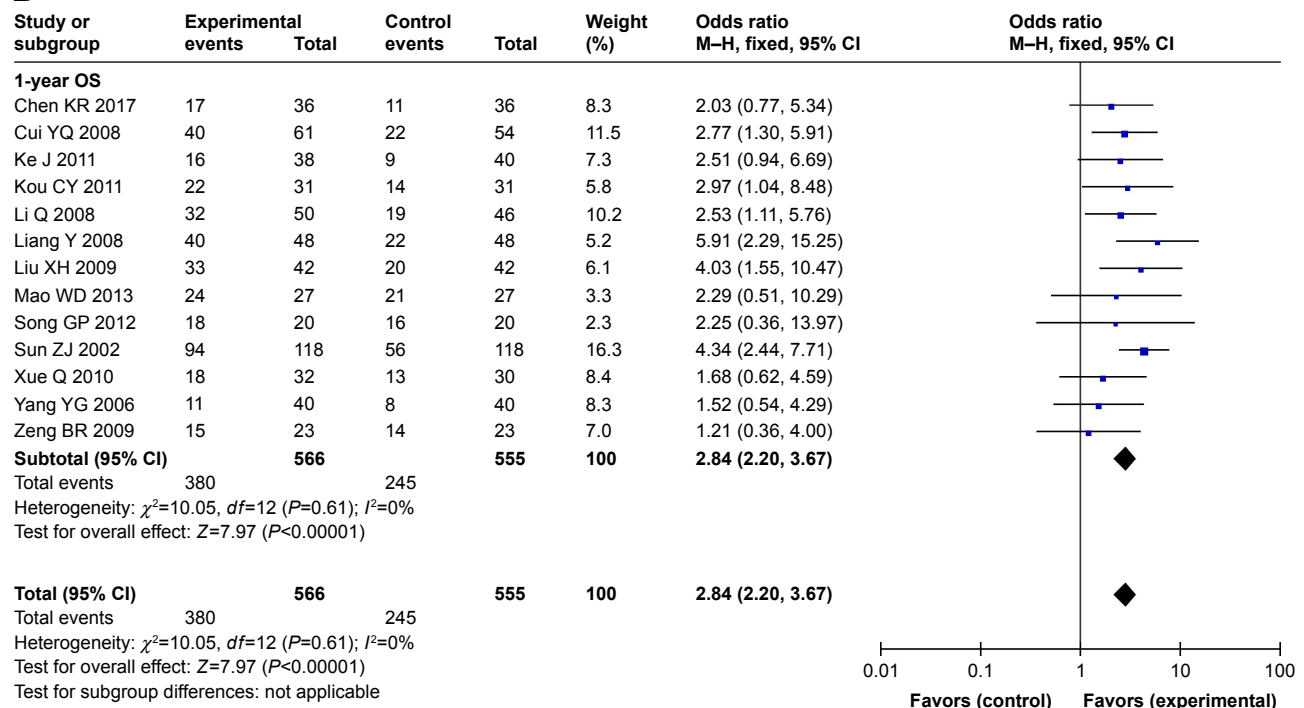 Study or Experimental Control Weight Odds ratio Odds ratio
subgroup events Total events Total (%) M–H, fixed, 95% CI M–H, fixed, 95% CI
1-year OS
Chen KR 2017 17 36 11 36 8.3 2.03 (0.77, 5.34)
Cui YQ 2008 40 61 22 54 11.5 2.77 (1.30, 5.91)
Ke J 2011 16 38 9 40 7.3 2.51 (0.94, 6.69)
Kou CY 2011 22 31 14 31 5.8 2.97 (1.04, 8.48)
Li Q 2008 32 50 19 46 10.2 2.53 (1.11, 5.76)
Liang Y 2008 40 48 22 48 5.2 5.91 (2.29, 15.25)
Liu XH 2009 33 42 20 42 6.1 4.03 (1.55, 10.47)
Mao WD 2013 24 27 21 27 3.3 2.29 (0.51, 10.29)
Song GP 2012 18 20 16 20 2.3 2.25 (0.36, 13.97)
Sun ZJ 2002 94 118 56 118 16.3 4.34 (2.44, 7.71)
Xue Q 2010 18 32 13 30 8.4 1.68 (0.62, 4.59)
Yang YG 2006 11 40 8 40 8.3 1.52 (0.54, 4.29)
Zeng BR 2009 15 23 14 23 7.0 1.21 (0.36, 4.00)
Subtotal (95% CI) 566 555 100 2.84 (2.20, 3.67)
Total events 380 245
Heterogeneity: χ²=10.05, df=12 (P=0.61); I²=0%
Test for overall effect: Z=7.97 (P<0.00001)
Total (95% CI) 566 555 100 2.84 (2.20, 3.67)
Total events 380 245
Heterogeneity: χ²=10.05, df=12 (P=0.61); I²=0%
Test for overall effect: Z=7.97 (P<0.00001)
Test for subgroup differences: not applicable
0.01 0.1 1 10 100
Favors (control) Favors (experimental)